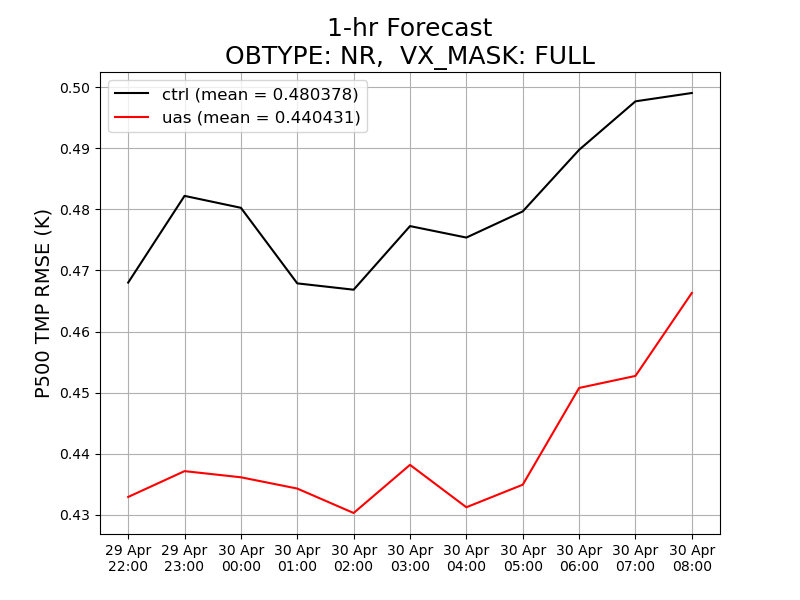 1-hr Forecast
OBTYPE: NR,  VX_MASK: FULL
ctrl (mean = 0.480378)
uas (mean = 0.440431)
P500 TMP RMSE (K)
0.50
0.49
0.48
0.47
0.46
0.45
0.44
0.43
29 Apr 29 Apr 30 Apr 30 Apr 30 Apr 30 Apr 30 Apr 30 Apr 30 Apr 30 Apr 30 Apr
22:00 23:00 00:00 01:00 02:00 03:00 04:00 05:00 06:00 07:00 08:00